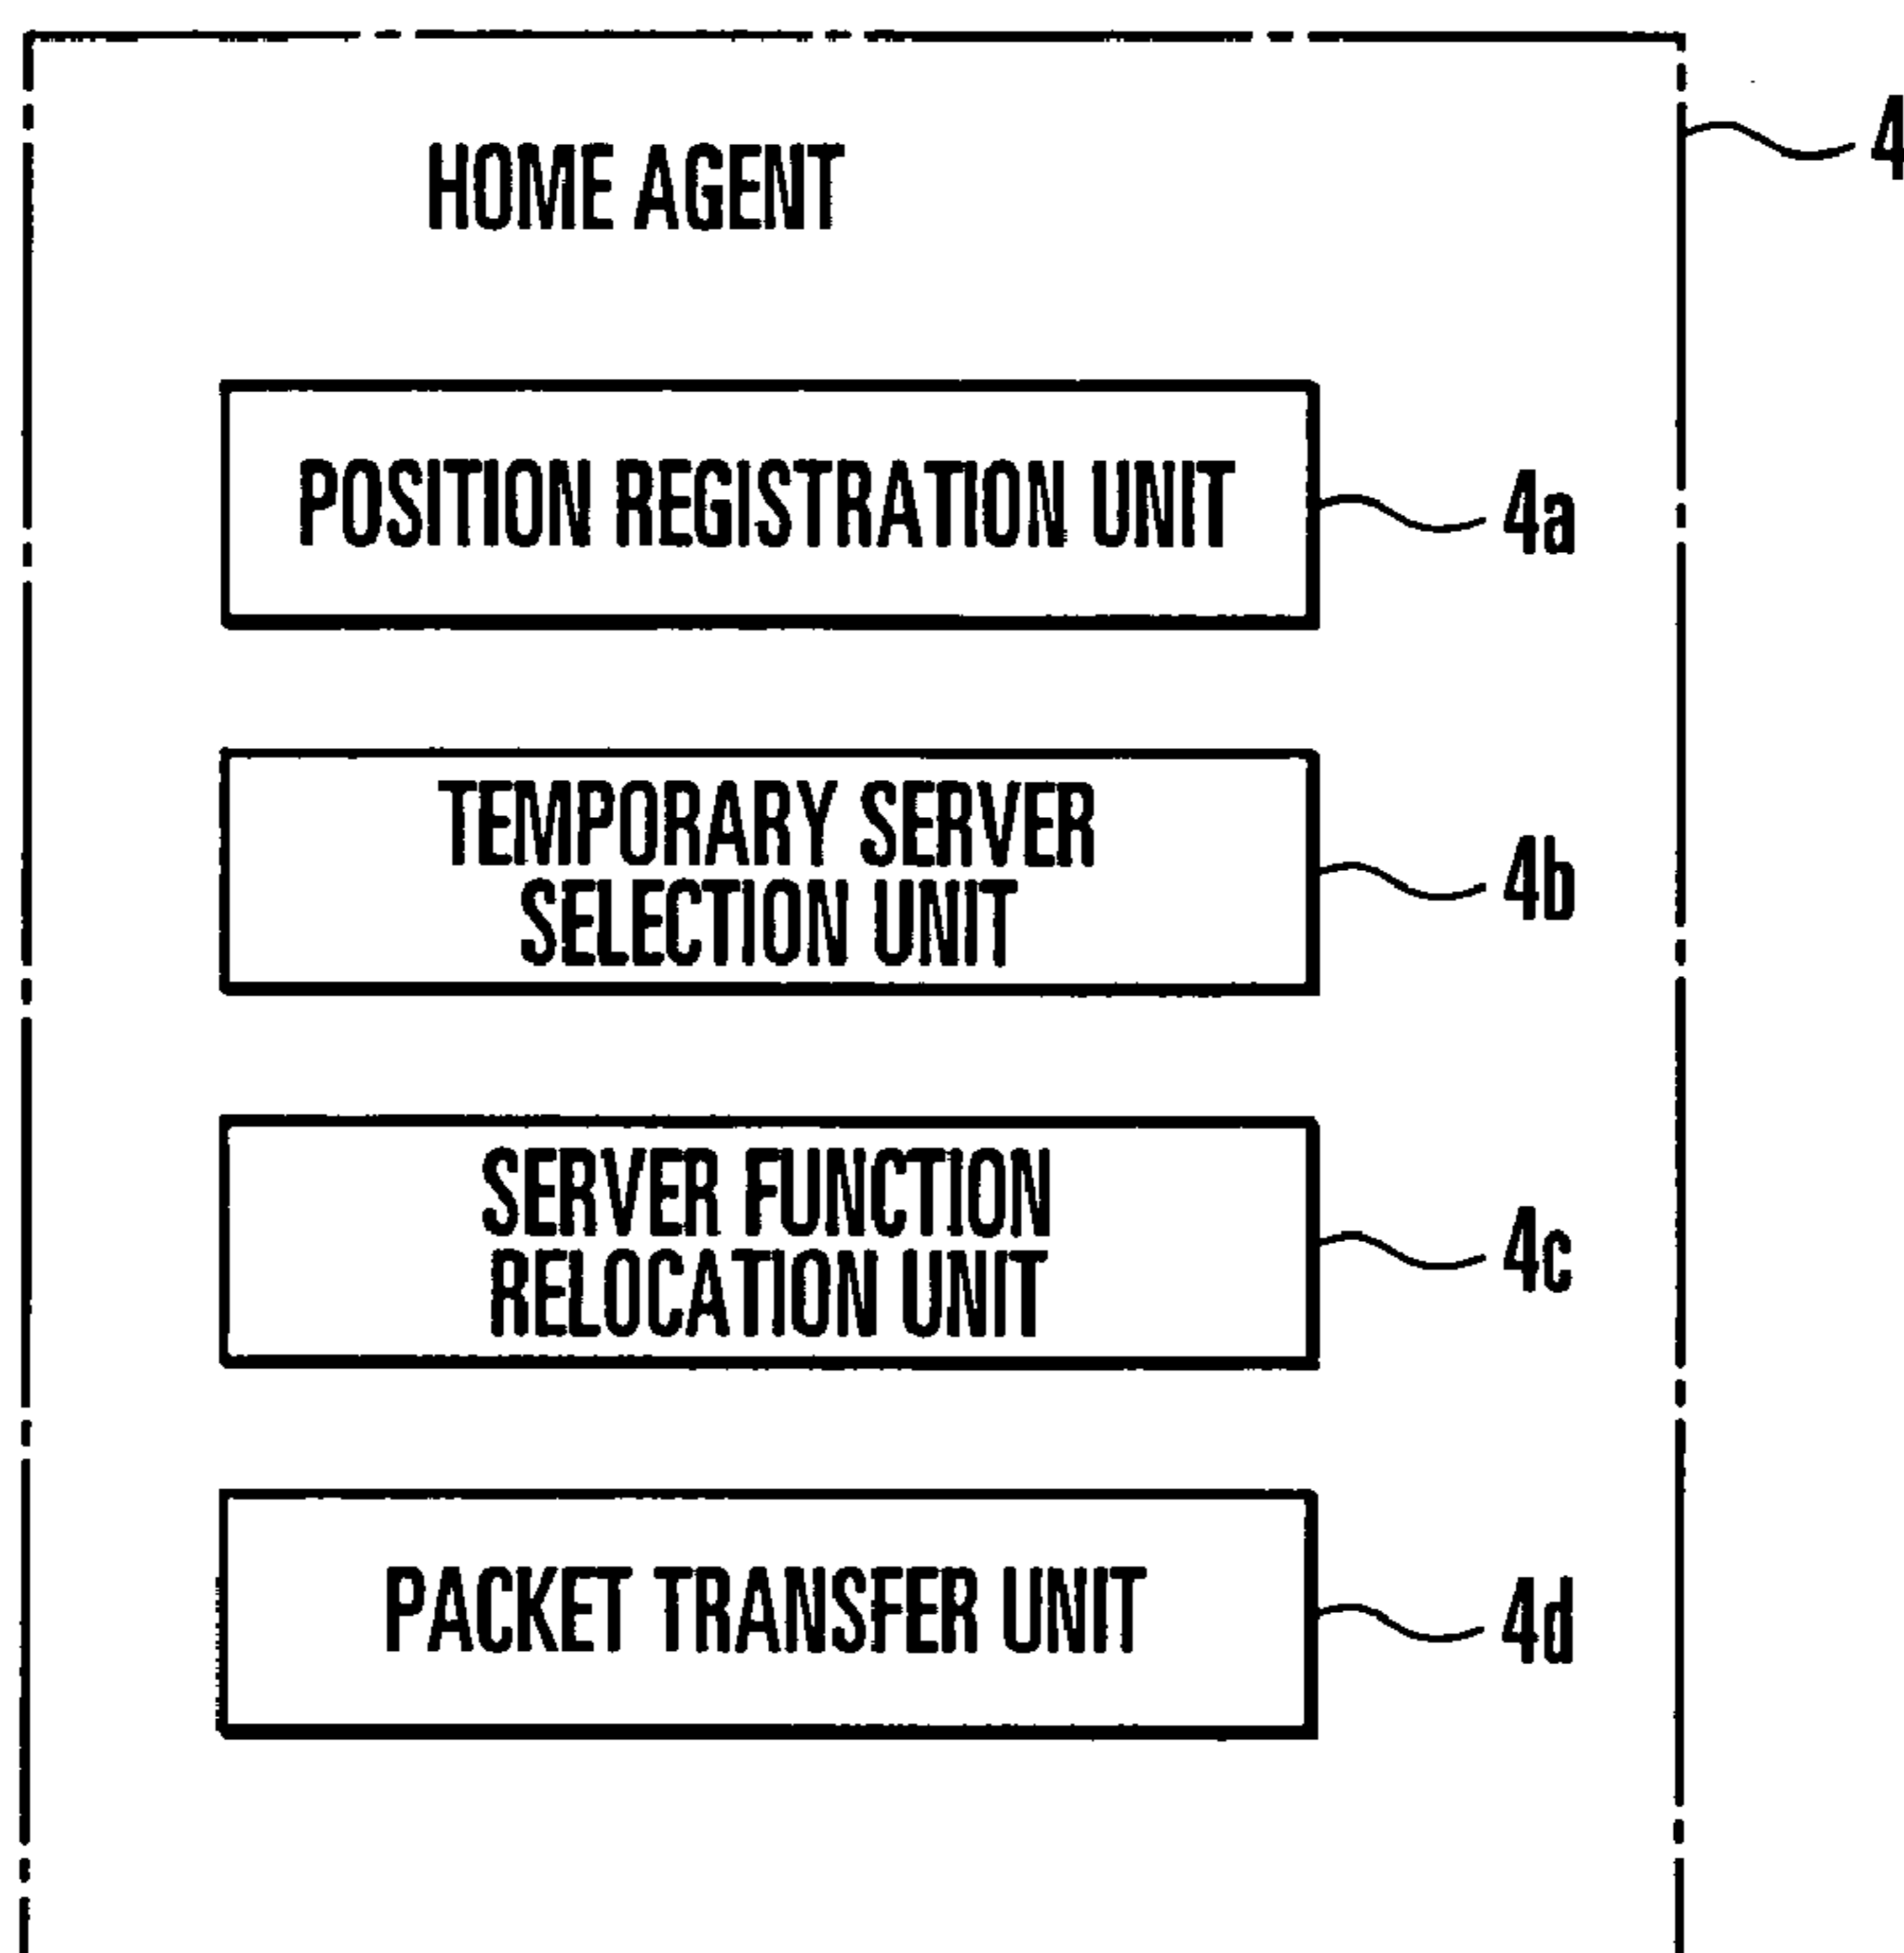 4
HOME AGENT
POSITION REGISTRATION UNIT
4a
TEMPORARY SERVER
SELECTION UNIT
4b
SERVER FUNCTION
RELOCATION UNIT
4c
PACKET TRANSFER UNIT
4d